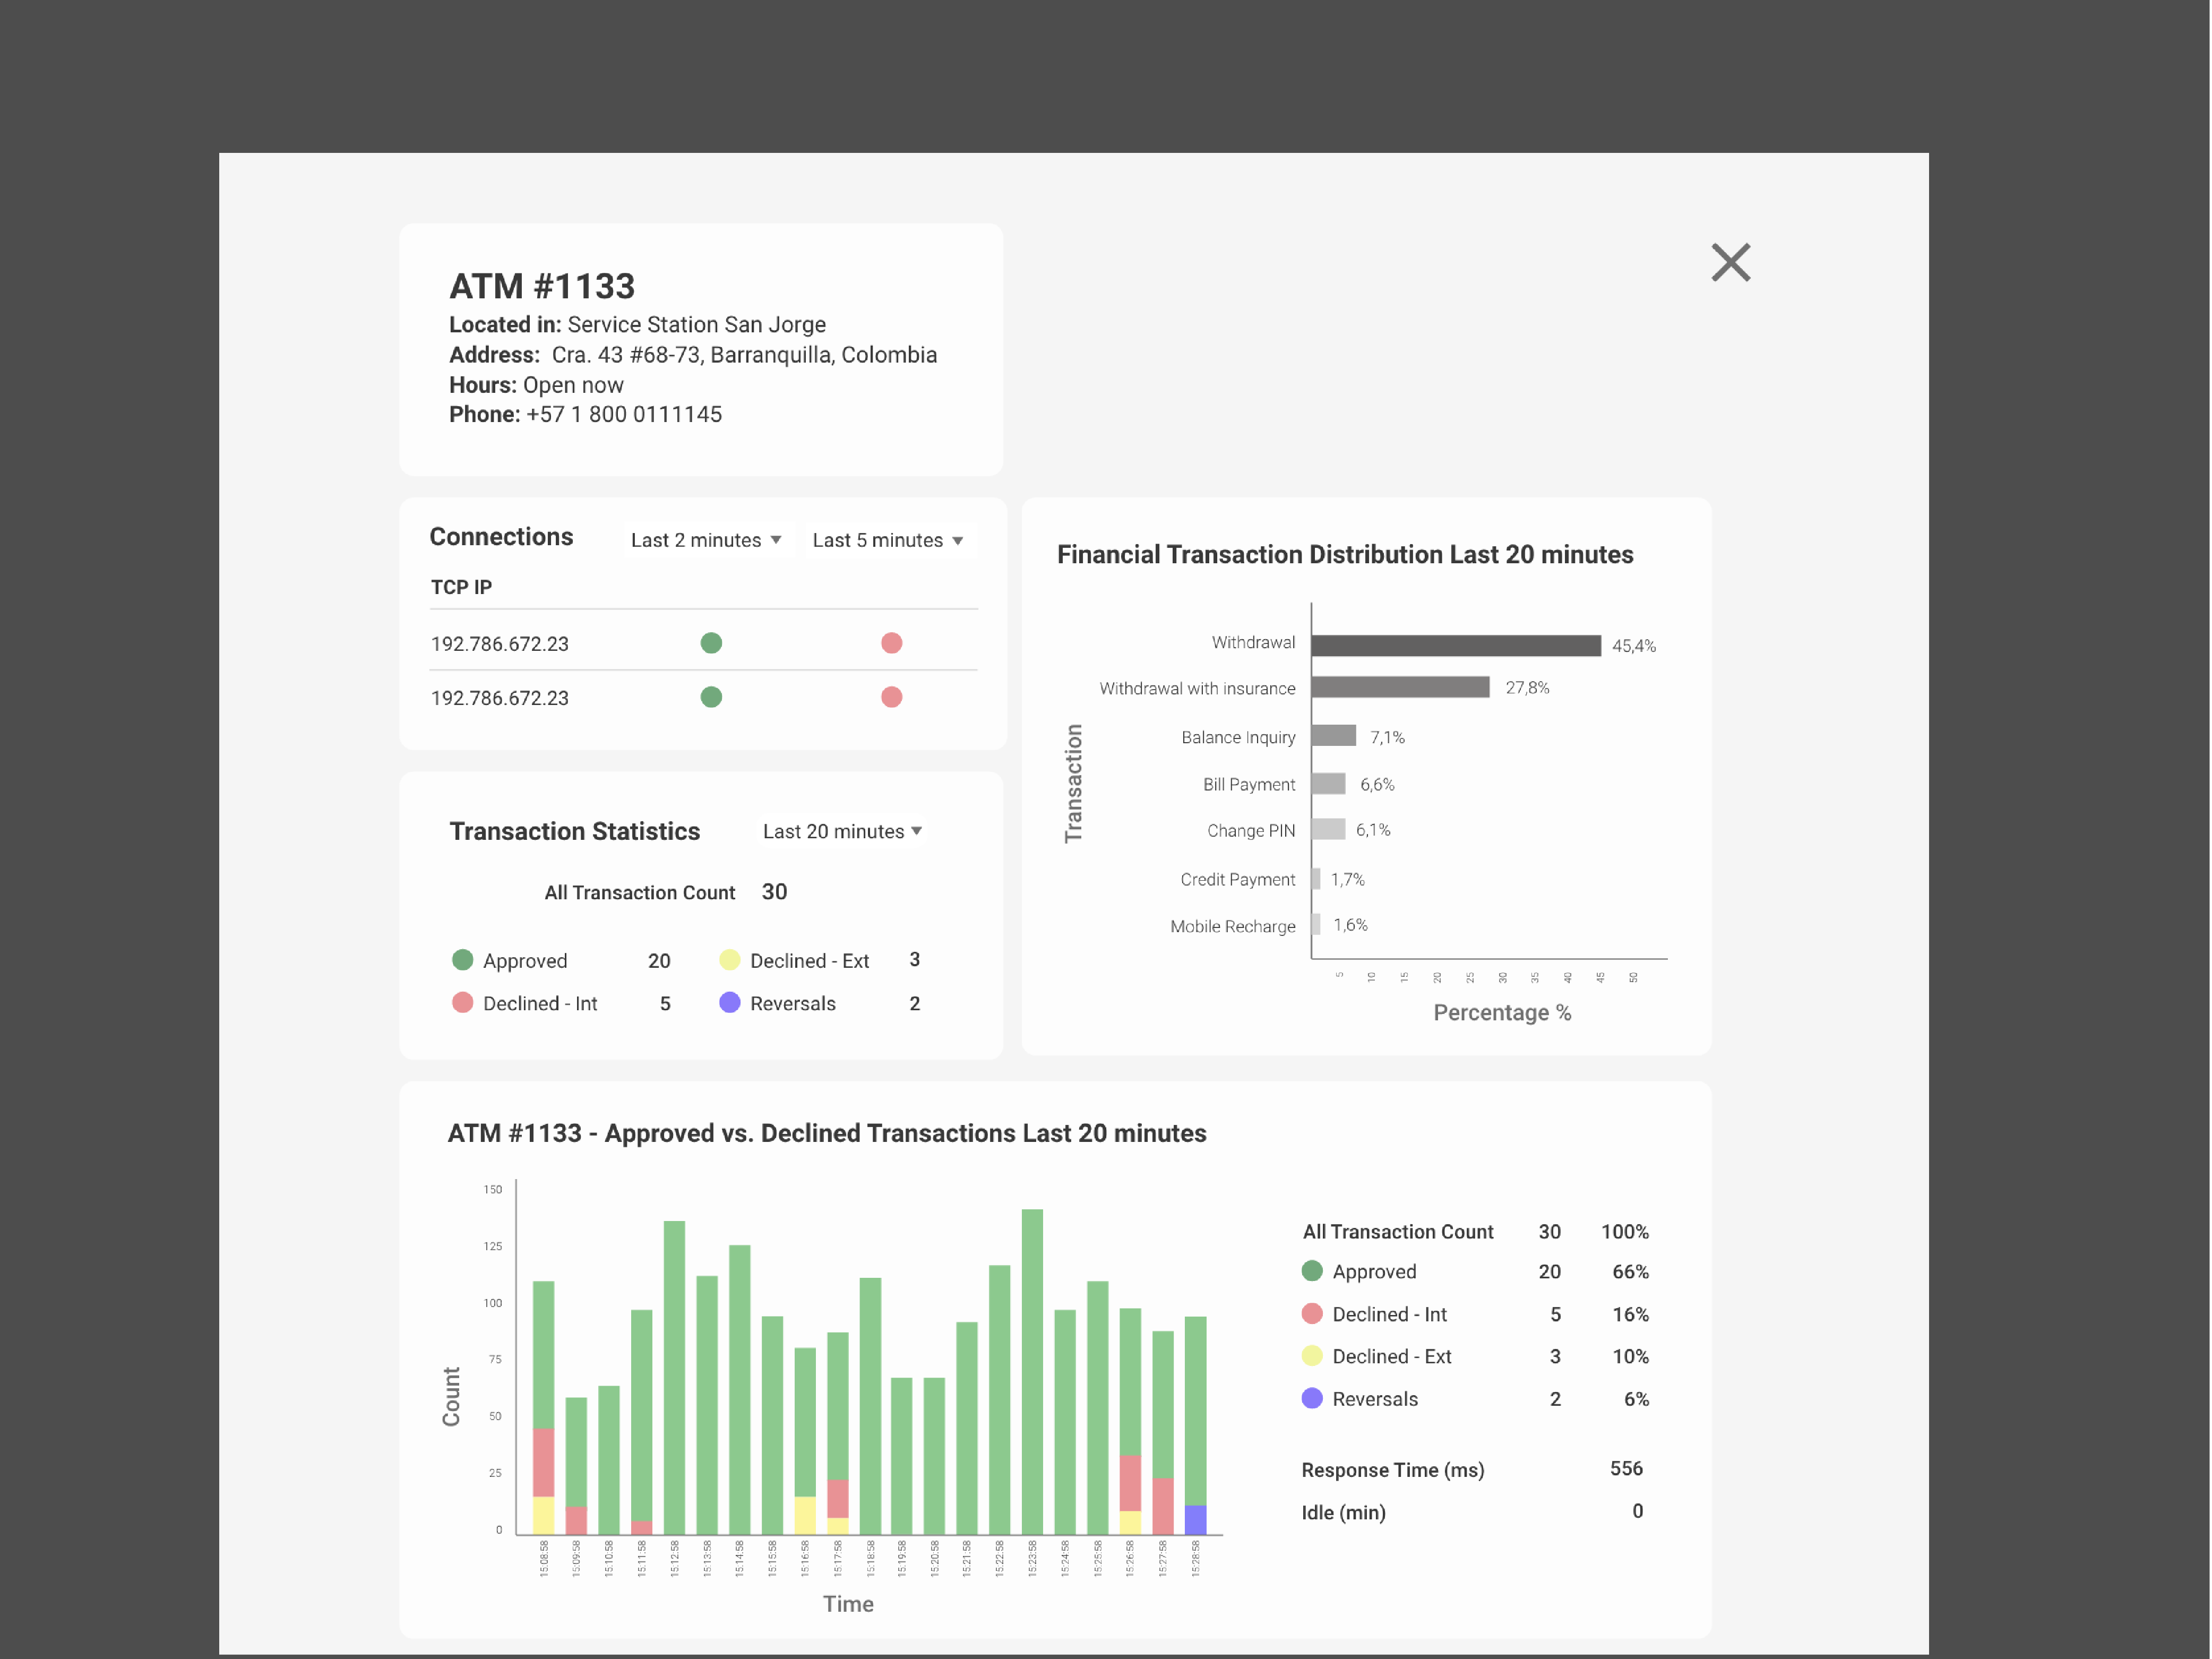 ATM #1133
Located in: Service Station San Jorge
Address: Cra. 43 #68-73, Barranquilla, Colombia
Hours: Open now
Phone: +57 1 800 0111145
Connections Last 2 minutes Last 5 minutes
TCP IP
192.786.672.23
192.786.672.23
Transaction Statistics Last 20 minutes
All Transaction Count 30
Approved 20 Declined - Ext 3
Declined - Int 5 Reversals 2
Financial Transaction Distribution Last 20 minutes
Transaction
Withdrawal 45,4%
Withdrawal with insurance 27,8%
Balance Inquiry 7,1%
Bill Payment 6,6%
Change PIN 6,1%
Credit Payment 1,7%
Mobile Recharge 1,6%
5 10 15 20 25 30 35 40 45 50
Percentage %
ATM #1133 - Approved vs. Declined Transactions Last 20 minutes
Count
150
125
100
75
50
25
0
15:08:58 15:09:58 15:10:58 15:11:58 15:12:58 15:13:58 15:14:58 15:15:58 15:16:58 15:17:58 15:18:58 15:19:58 15:20:58 15:21:58 15:22:58 15:23:58 15:24:58 15:25:58 15:26:58 15:27:58 15:28:58
Time
All Transaction Count 30 100%
Approved 20 66%
Declined - Int 5 16%
Declined - Ext 3 10%
Reversals 2 6%
Response Time (ms) 556
Idle (min) 0